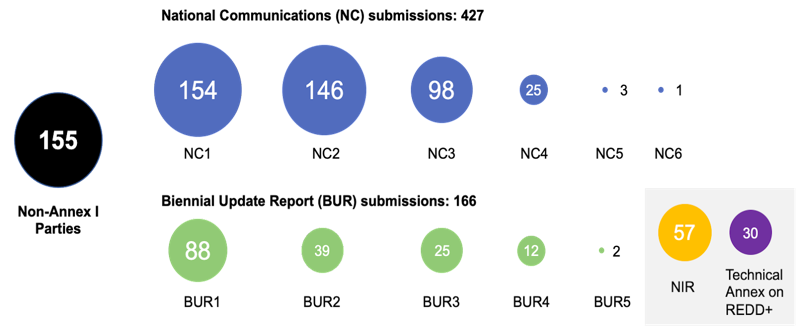 National Communications (NC) submissions: 427
155
Non-Annex I
Parties
154
146
98
25
3
1
NC1
NC2
NC3
NC4
NC5
NC6
Biennial Update Report (BUR) submissions: 166
88
39
25
12
2
BUR1
BUR2
BUR3
BUR4
BUR5
57
30
NIR
Technical
Annex on
REDD+